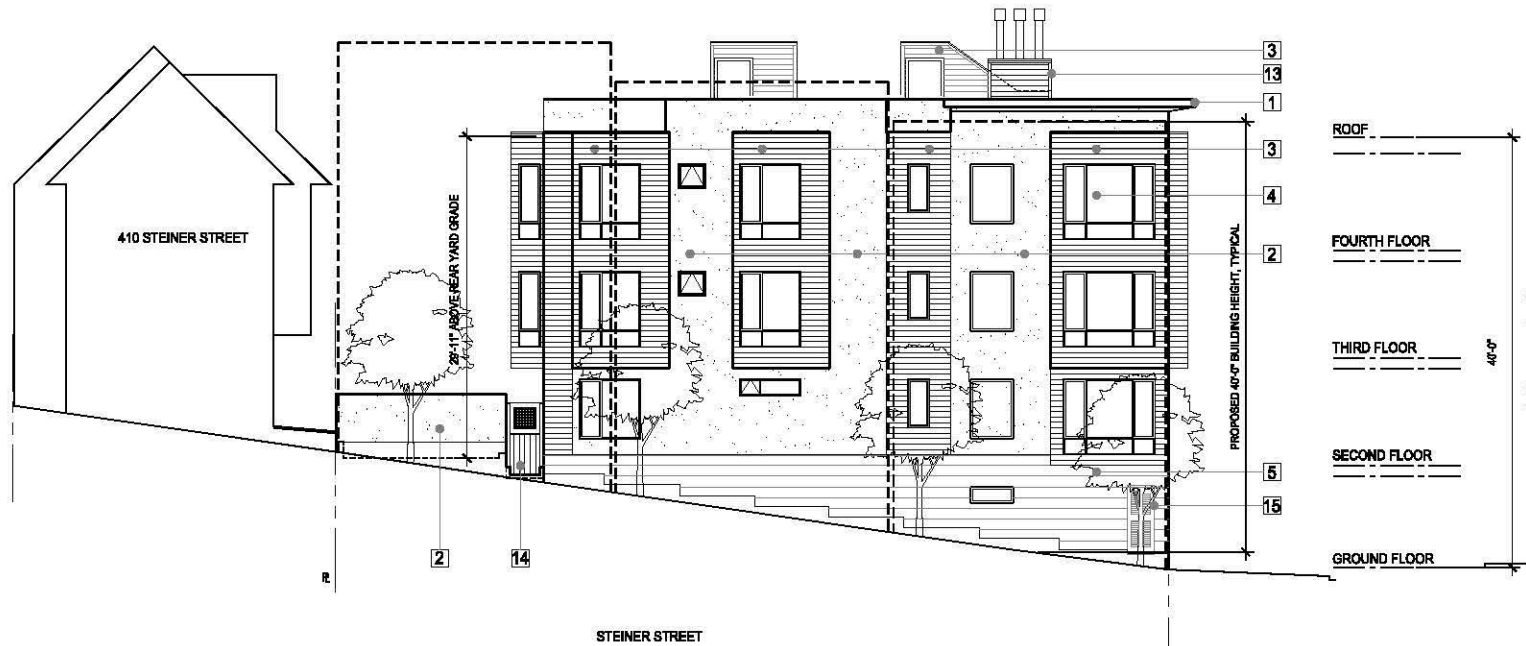 3
13
1
ROOF
3
4
410 STEINER STREET
FOURTH FLOOR
2
29'-11" ABOVE REAR YARD GRADE
PROPOSED 40'-0" BUILDING HEIGHT, TYPICAL
THIRD FLOOR
40'-0"
SECOND FLOOR
5
15
2
14
GROUND FLOOR
PL
STEINER STREET